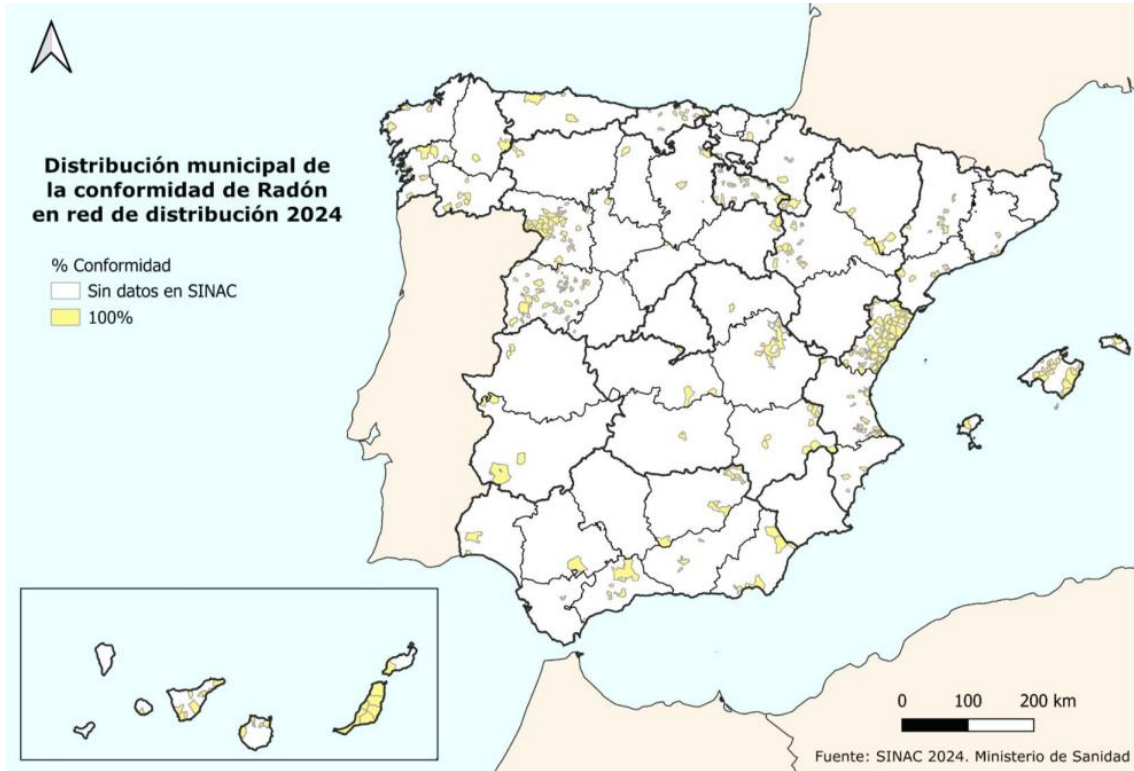 Distribución municipal de
la conformidad de Radón
en red de distribución 2024
% Conformidad
Sin datos en SINAC
100%
0 100 200 km
Fuente: SINAC 2024. Ministerio de Sanidad